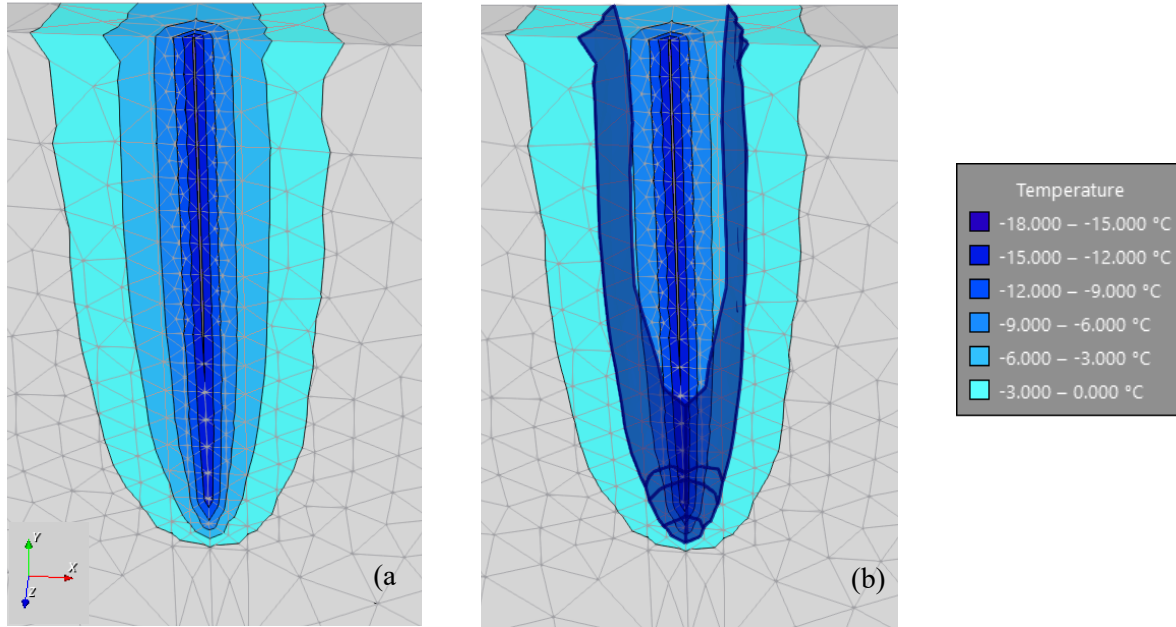 Y
X
Z
(a
(b)
Temperature
-18.000 – -15.000 °C
-15.000 – -12.000 °C
-12.000 – -9.000 °C
-9.000 – -6.000 °C
-6.000 – -3.000 °C
-3.000 – 0.000 °C